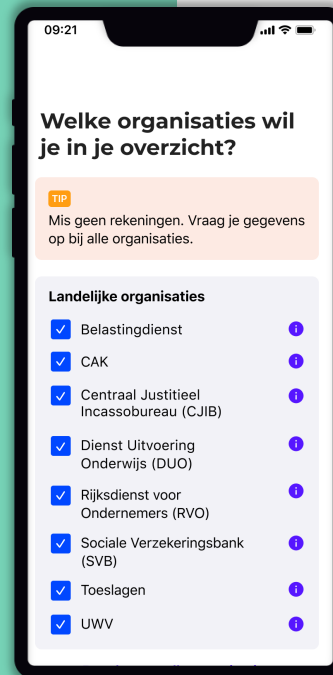 09:21
Welke organisaties wil
je in je overzicht?
TIP
Mis geen rekeningen. Vraag je gegevens
op bij alle organisaties.
Landelijke organisaties
Belastingdienst
CAK
Centraal Justitieel
Incassobureau (CJIB)
Dienst Uitvoering
Onderwijs (DUO)
Rijksdienst voor
Ondernemers (RVO)
Sociale Verzekeringsbank
(SVB)
Toeslagen
UWV